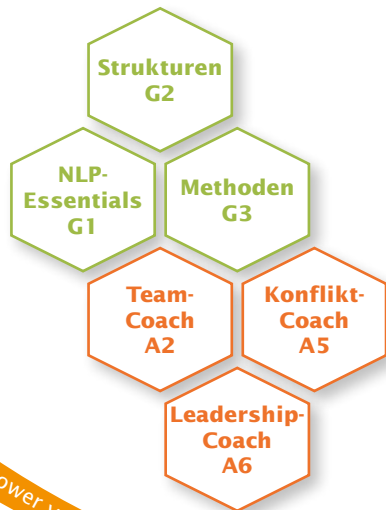 Strukturen
G2
NLP-
Essentials
G1
Methoden
G3
Team-
Coach
A2
Konflikt-
Coach
A5
Leadership-
Coach
A6